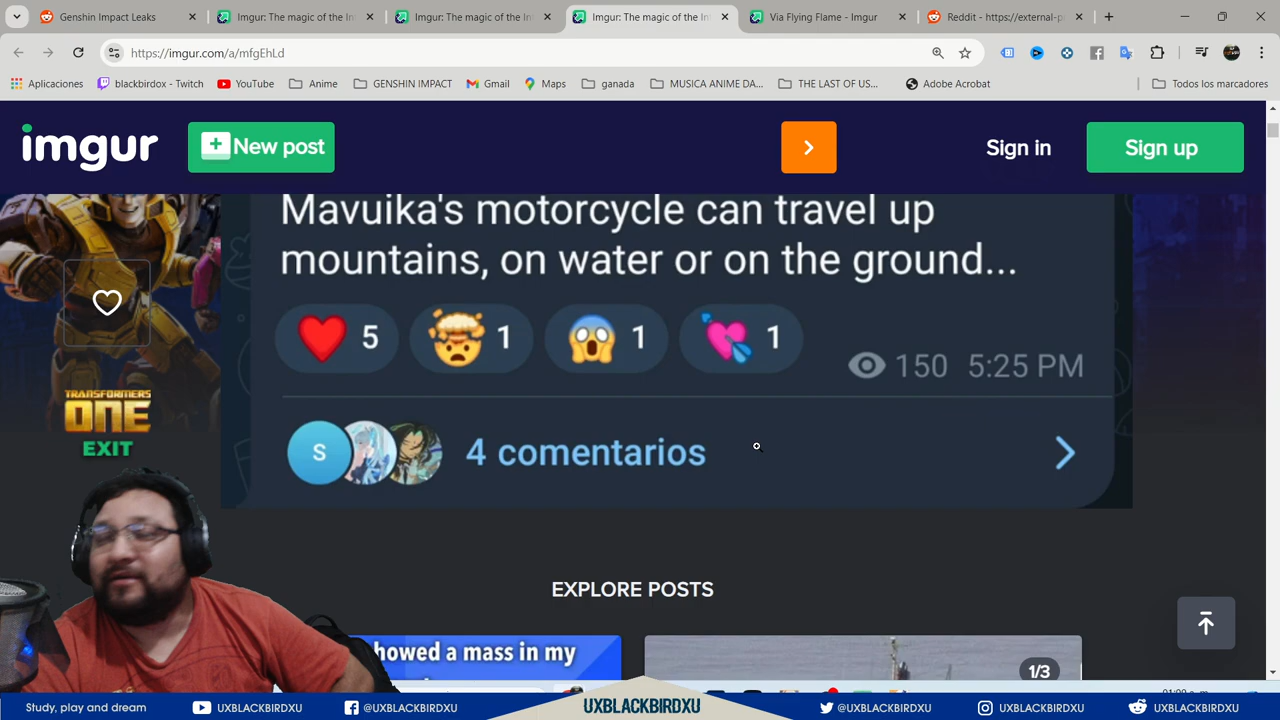 Genshin Impact Leaks
Imgur: The magic of the In
Imgur: The magic of the In
Imgur: The magic of the In
Via Flying Flame - Imgur
Reddit - https://external-p
https://imgur.com/a/mfgEhLd
Aplicaciones
blackbirdox - Twitch
YouTube
Anime
GENSHIN IMPACT
Gmail
Maps
ganada
MUSICA ANIME DA...
THE LAST OF US...
Adobe Acrobat
Todos los marcadores
imgur
New post
Sign in
Sign up
Mavuika's motorcycle can travel up
mountains, on water or on the ground...
5
1
1
1
150 5:25 PM
S
4 comentarios
TRANSFORMERS
ONE
EXIT
EXPLORE POSTS
howed a mass in my
1/3
Study, play and dream
UXBLACKBIRDXU
@UXBLACKBIRDXU
UXBLACKBIRDXU
@UXBLACKBIRDXU
UXBLACKBIRDXU
UXBLACKBIRDXU